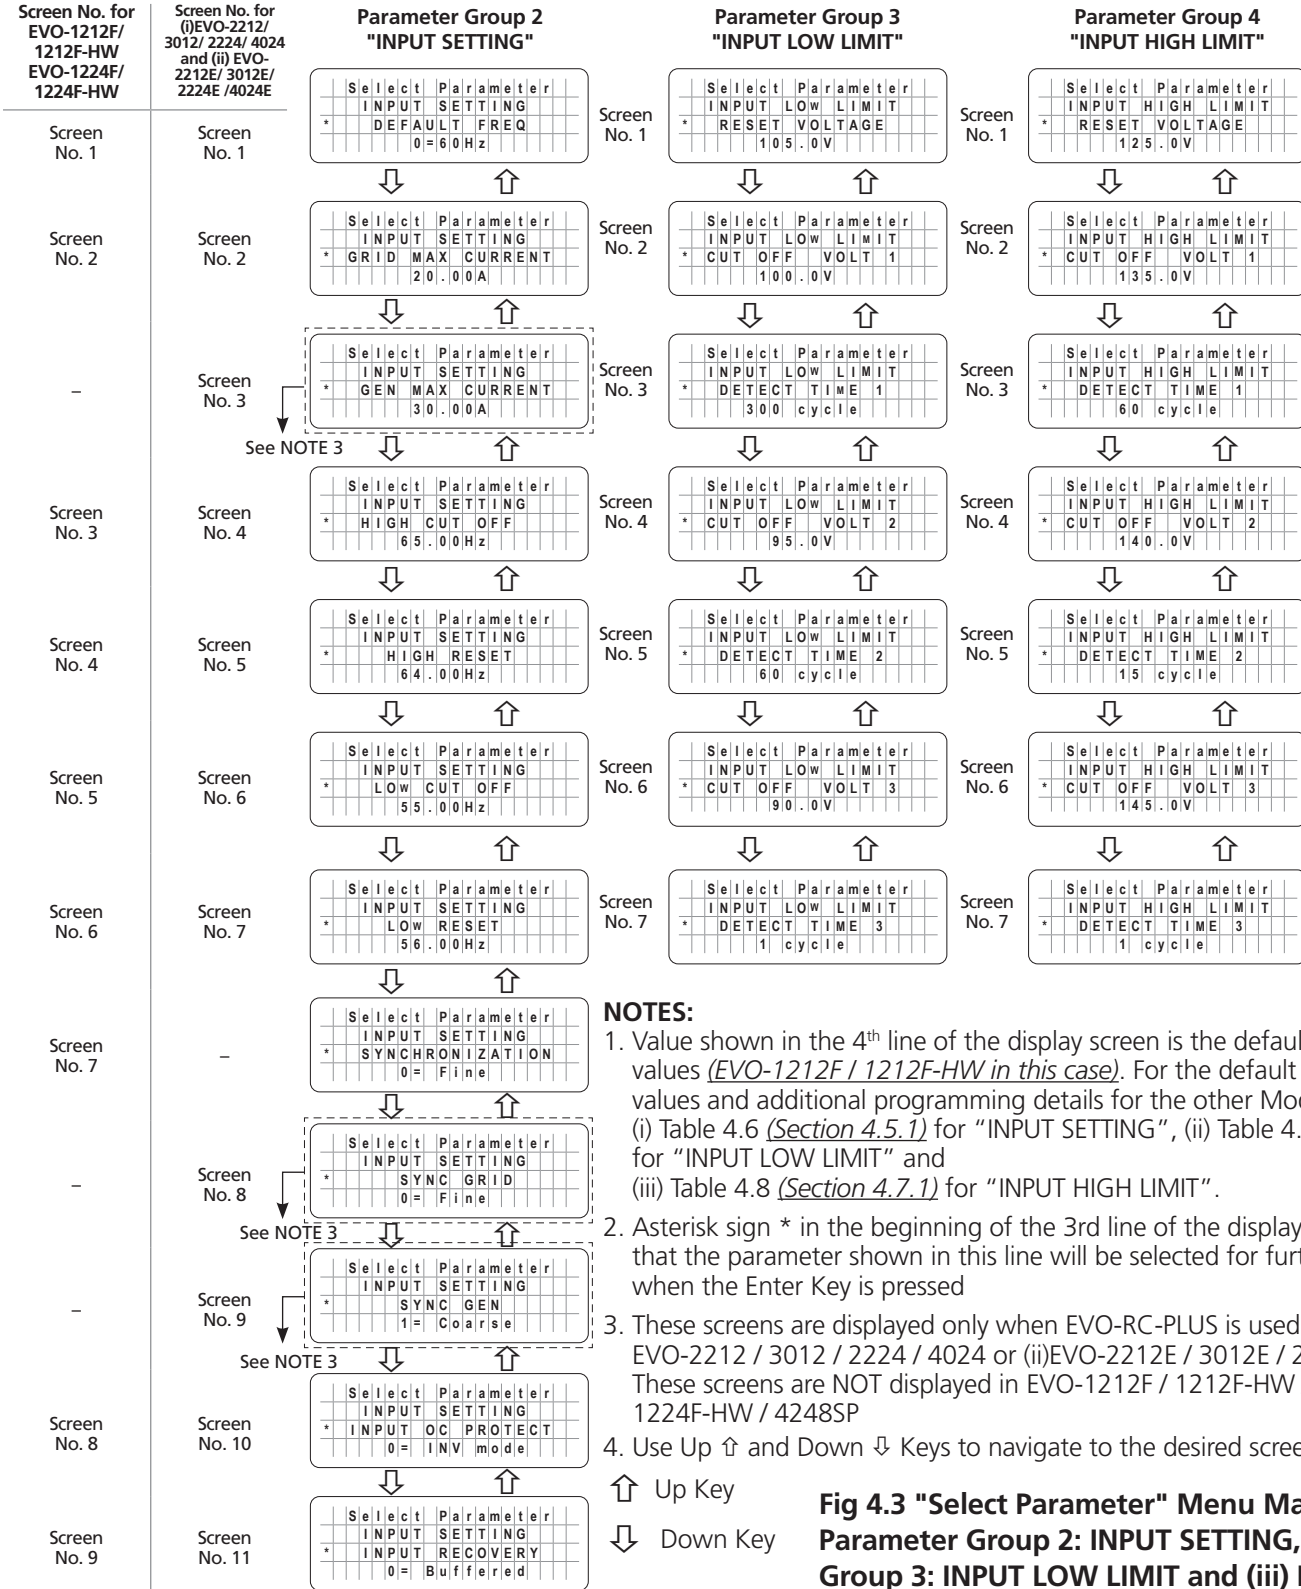 Screen No. for
EVO-1212F/
1212F-HW
EVO-1224F/
1224F-HW
Screen No. for
(i)EVO-2212/
3012/ 2224/ 4024
and (ii) EVO-
2212E/ 3012E/
2224E /4024E
Parameter Group 2
"INPUT SETTING"
Parameter Group 3
"INPUT LOW LIMIT"
Parameter Group 4
"INPUT HIGH LIMIT"
Screen
No. 1
Screen
No. 1
Select Parameter
INPUT SETTING
* DEFAULT FREQ
0=60Hz
Screen
No. 1
Select Parameter
INPUT LOW LIMIT
* RESET VOLTAGE
105.0V
Screen
No. 1
Select Parameter
INPUT HIGH LIMIT
* RESET VOLTAGE
125.0V
Screen
No. 2
Screen
No. 2
Select Parameter
INPUT SETTING
* GRID MAX CURRENT
20.00A
Screen
No. 2
Select Parameter
INPUT LOW LIMIT
* CUT OFF VOLT 1
100.0V
Screen
No. 2
Select Parameter
INPUT HIGH LIMIT
* CUT OFF VOLT 1
135.0V
–
Screen
No. 3
See NOTE 3
Select Parameter
INPUT SETTING
* GEN MAX CURRENT
30.00A
Screen
No. 3
Select Parameter
INPUT LOW LIMIT
* DETECT TIME 1
300 cycle
Screen
No. 3
Select Parameter
INPUT HIGH LIMIT
* DETECT TIME 1
60 cycle
Screen
No. 3
Screen
No. 4
Select Parameter
INPUT SETTING
* HIGH CUT OFF
65.00Hz
Screen
No. 4
Select Parameter
INPUT LOW LIMIT
* CUT OFF VOLT 2
95.0V
Screen
No. 4
Select Parameter
INPUT HIGH LIMIT
* CUT OFF VOLT 2
140.0V
Screen
No. 4
Screen
No. 5
Select Parameter
INPUT SETTING
* HIGH RESET
64.00Hz
Screen
No. 5
Select Parameter
INPUT LOW LIMIT
* DETECT TIME 2
60 cycle
Screen
No. 5
Select Parameter
INPUT HIGH LIMIT
* DETECT TIME 2
15 cycle
Screen
No. 5
Screen
No. 6
Select Parameter
INPUT SETTING
* LOW CUT OFF
55.00Hz
Screen
No. 6
Select Parameter
INPUT LOW LIMIT
* CUT OFF VOLT 3
90.0V
Screen
No. 6
Select Parameter
INPUT HIGH LIMIT
* CUT OFF VOLT 3
145.0V
Screen
No. 6
Screen
No. 7
Select Parameter
INPUT SETTING
* LOW RESET
56.00Hz
Screen
No. 7
Select Parameter
INPUT LOW LIMIT
* DETECT TIME 3
1 cycle
Screen
No. 7
Select Parameter
INPUT HIGH LIMIT
* DETECT TIME 3
1 cycle
Screen
No. 7
–
Select Parameter
INPUT SETTING
* SYNCHRONIZATION
0= Fine
–
Screen
No. 8
See NOTE 3
Select Parameter
INPUT SETTING
* SYNC GRID
0= Fine
–
Screen
No. 9
See NOTE 3
Select Parameter
INPUT SETTING
* SYNC GEN
1= Coarse
Screen
No. 8
Screen
No. 10
Select Parameter
INPUT SETTING
* INPUT OC PROTECT
0= INV mode
Screen
No. 9
Screen
No. 11
Select Parameter
INPUT SETTING
* INPUT RECOVERY
0= Buffered
NOTES:
1. Value shown in the 4th line of the display screen is the defaul
values (EVO-1212F / 1212F-HW in this case). For the default
values and additional programming details for the other Mo
(i) Table 4.6 (Section 4.5.1) for “INPUT SETTING”, (ii) Table 4.
for “INPUT LOW LIMIT” and
(iii) Table 4.8 (Section 4.7.1) for “INPUT HIGH LIMIT”.
2. Asterisk sign * in the beginning of the 3rd line of the display
that the parameter shown in this line will be selected for fur
when the Enter Key is pressed
3. These screens are displayed only when EVO-RC-PLUS is used
EVO-2212 / 3012 / 2224 / 4024 or (ii)EVO-2212E / 3012E / 2
These screens are NOT displayed in EVO-1212F / 1212F-HW
1224F-HW / 4248SP
4. Use Up ⇧ and Down ⇩ Keys to navigate to the desired scree
⇧ Up Key
⇩ Down Key
Fig 4.3 "Select Parameter" Menu Ma
Parameter Group 2: INPUT SETTING,
Group 3: INPUT LOW LIMIT and (iii)